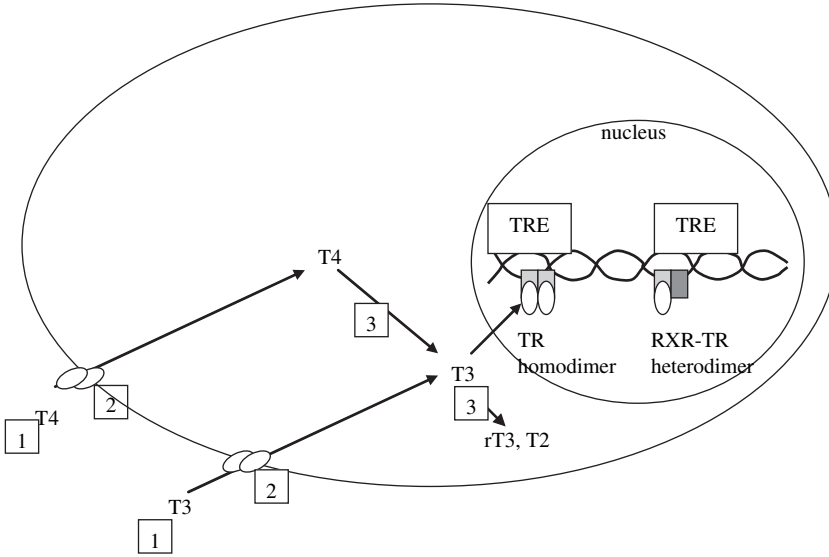 nucleus
TRE
TRE
T4
3
TR
homodimer
RXR-TR
heterodimer
T3
3
rT3, T2
2
T4
1
2
T3
1